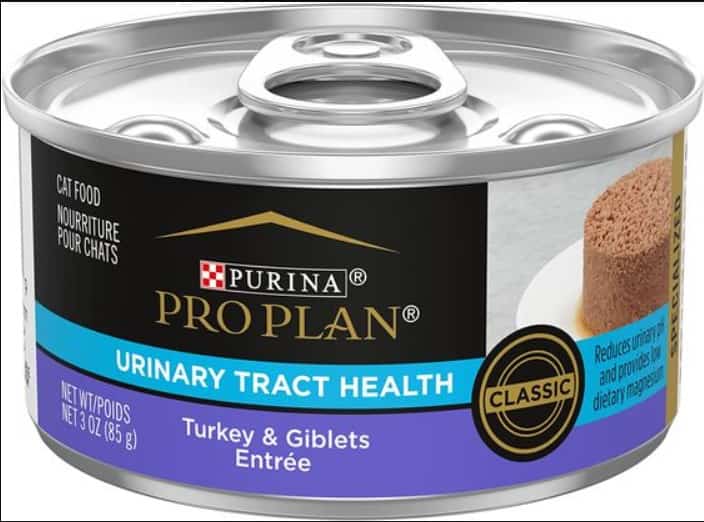 CAT FOOD
NOURRITURE
POUR CHATS
PURINA®
PRO PLAN®
URINARY TRACT HEALTH
NET WT/POIDS
NET 3 OZ (85 g)
Turkey & Giblets
Entrée
CLASSIC
Reduces urinary pH
and provides low
dietary magnesium
SPECIALIZED